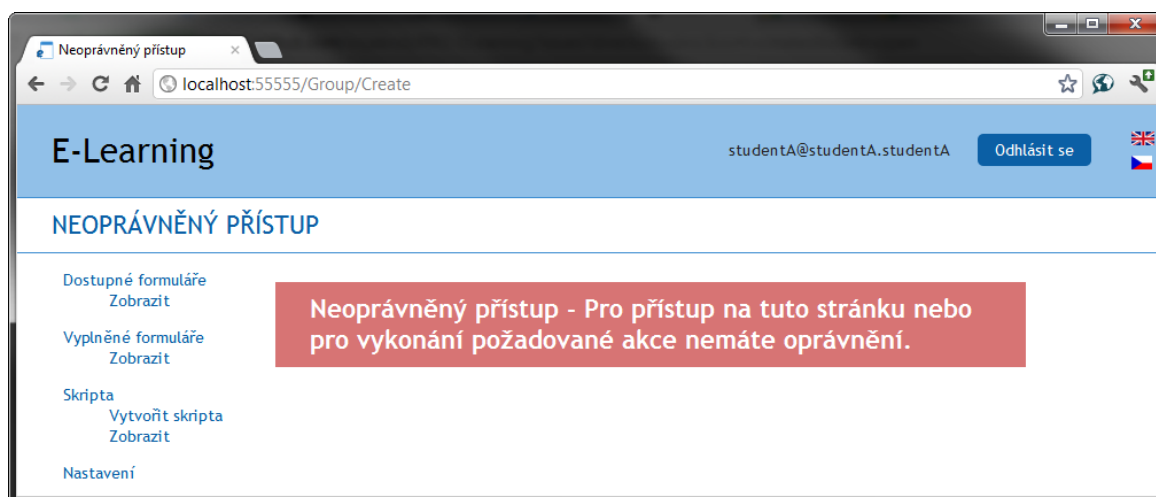 Neoprávněný přístup
localhost:55555/Group/Create
E-Learning
studentA@studentA.studentA
Odhlásit se
NEOPRÁVNĚNÝ PŘÍSTUP
Dostupné formuláře
Zobrazit
Vyplněné formuláře
Zobrazit
Skripta
Vytvořit skripta
Zobrazit
Nastavení
Neoprávněný přístup - Pro přístup na tuto stránku nebo
pro vykonání požadované akce nemáte oprávnění.